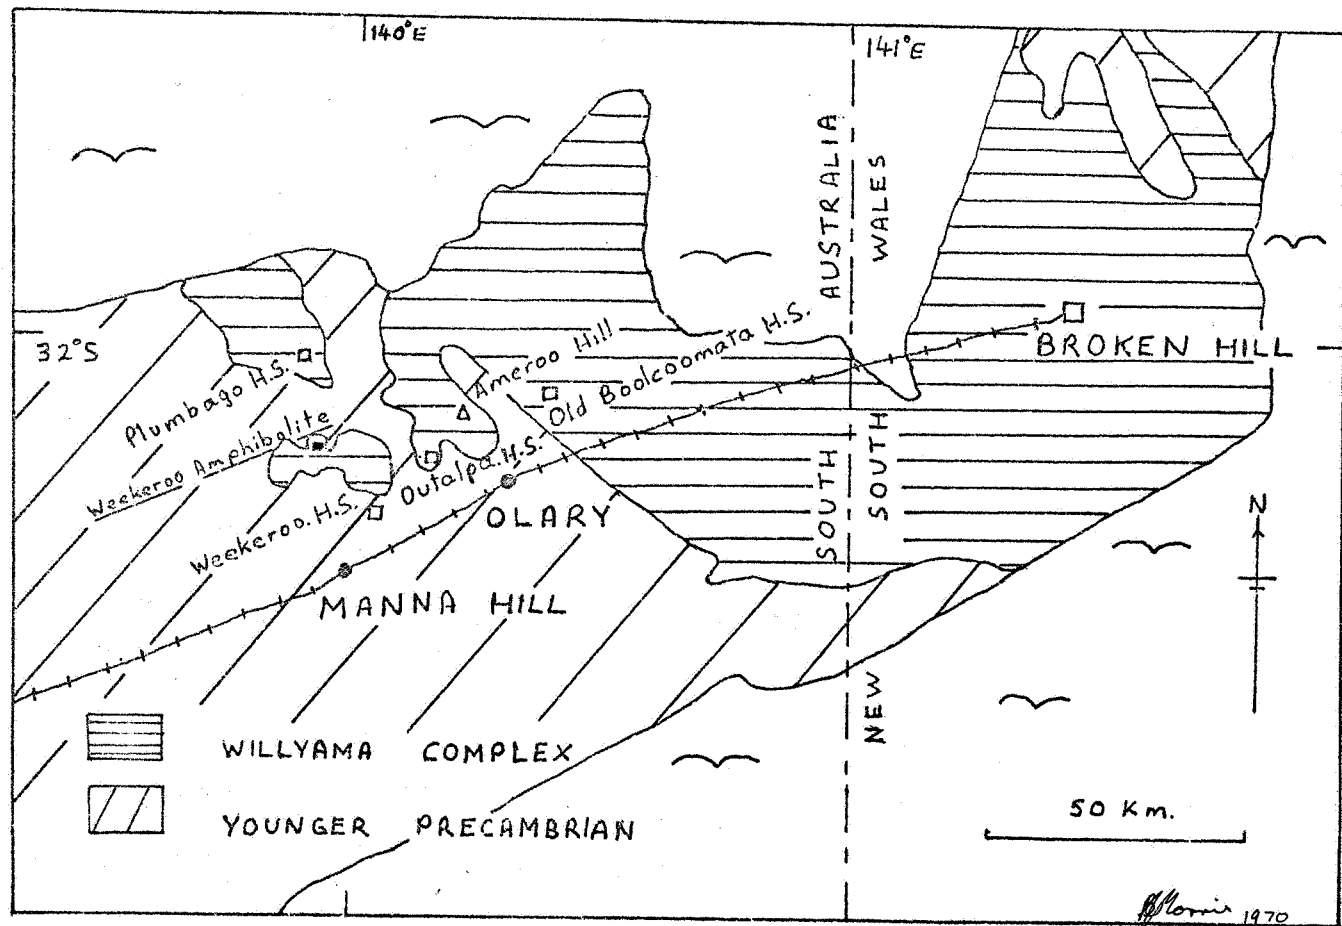 140°E
141°E
SOUTH AUSTRALIA
NEW SOUTH WALES
32°S
BROKEN HILL
Ameroo Hill
Old Boolcoomata H.S.
Plumbago H.S.
Weekeroo Amphibolite
Outalpa. H.S.
Weekeroo. H.S.
OLARY
MANNA HILL
N
WILLYAMA COMPLEX
YOUNGER PRECAMBRIAN
50 Km.
Morris 1970